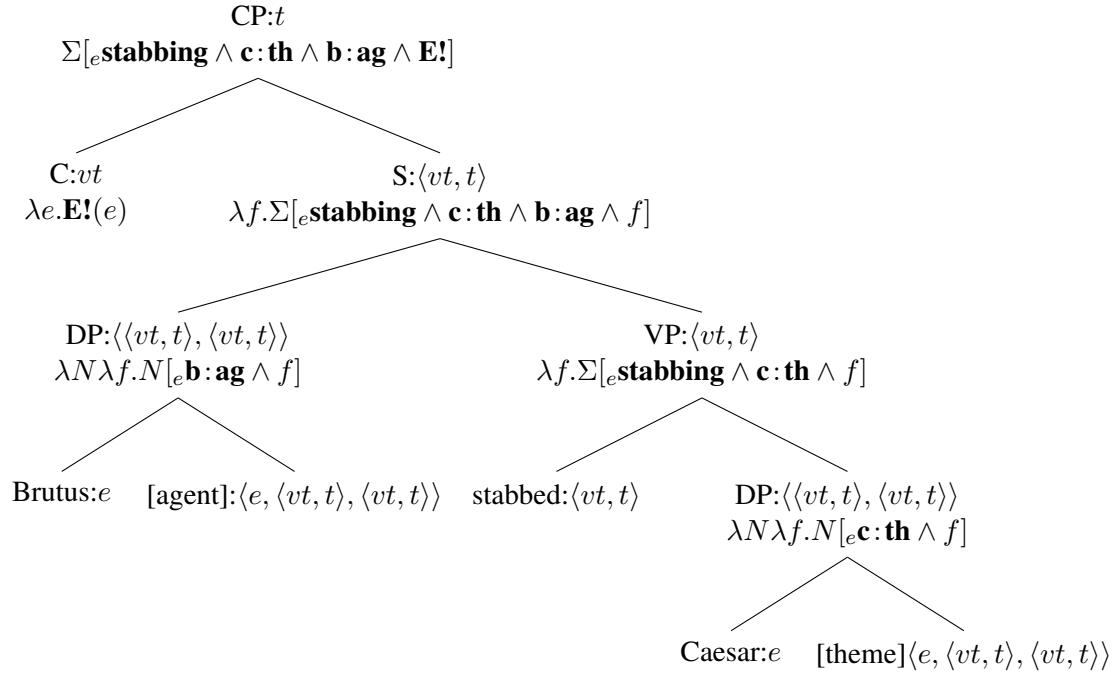 CP:t
Σ[ₑstabbing ∧ c:th ∧ b:ag ∧ E!]
C:vt S:⟨vt, t⟩
λe.E!(e) λf.Σ[ₑstabbing ∧ c:th ∧ b:ag ∧ f]
DP:⟨⟨vt, t⟩, ⟨vt, t⟩⟩ VP:⟨vt, t⟩
λNλf.N[ₑb:ag ∧ f] λf.Σ[ₑstabbing ∧ c:th ∧ f]
Brutus:e [agent]:⟨e, ⟨vt, t⟩, ⟨vt, t⟩⟩ stabbed:⟨vt, t⟩ DP:⟨⟨vt, t⟩, ⟨vt, t⟩⟩
λNλf.N[ₑc:th ∧ f]
Caesar:e [theme]⟨e, ⟨vt, t⟩, ⟨vt, t⟩⟩